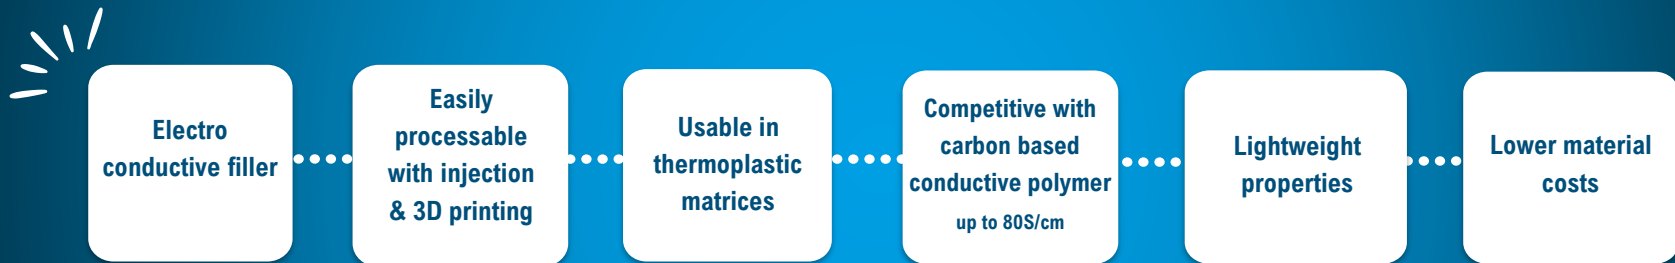 Electro
conductive filler
Easily
processable
with injection
& 3D printing
Usable in
thermoplastic
matrices
Competitive with
carbon based
conductive polymer
up to 80S/cm
Lightweight
properties
Lower material
costs